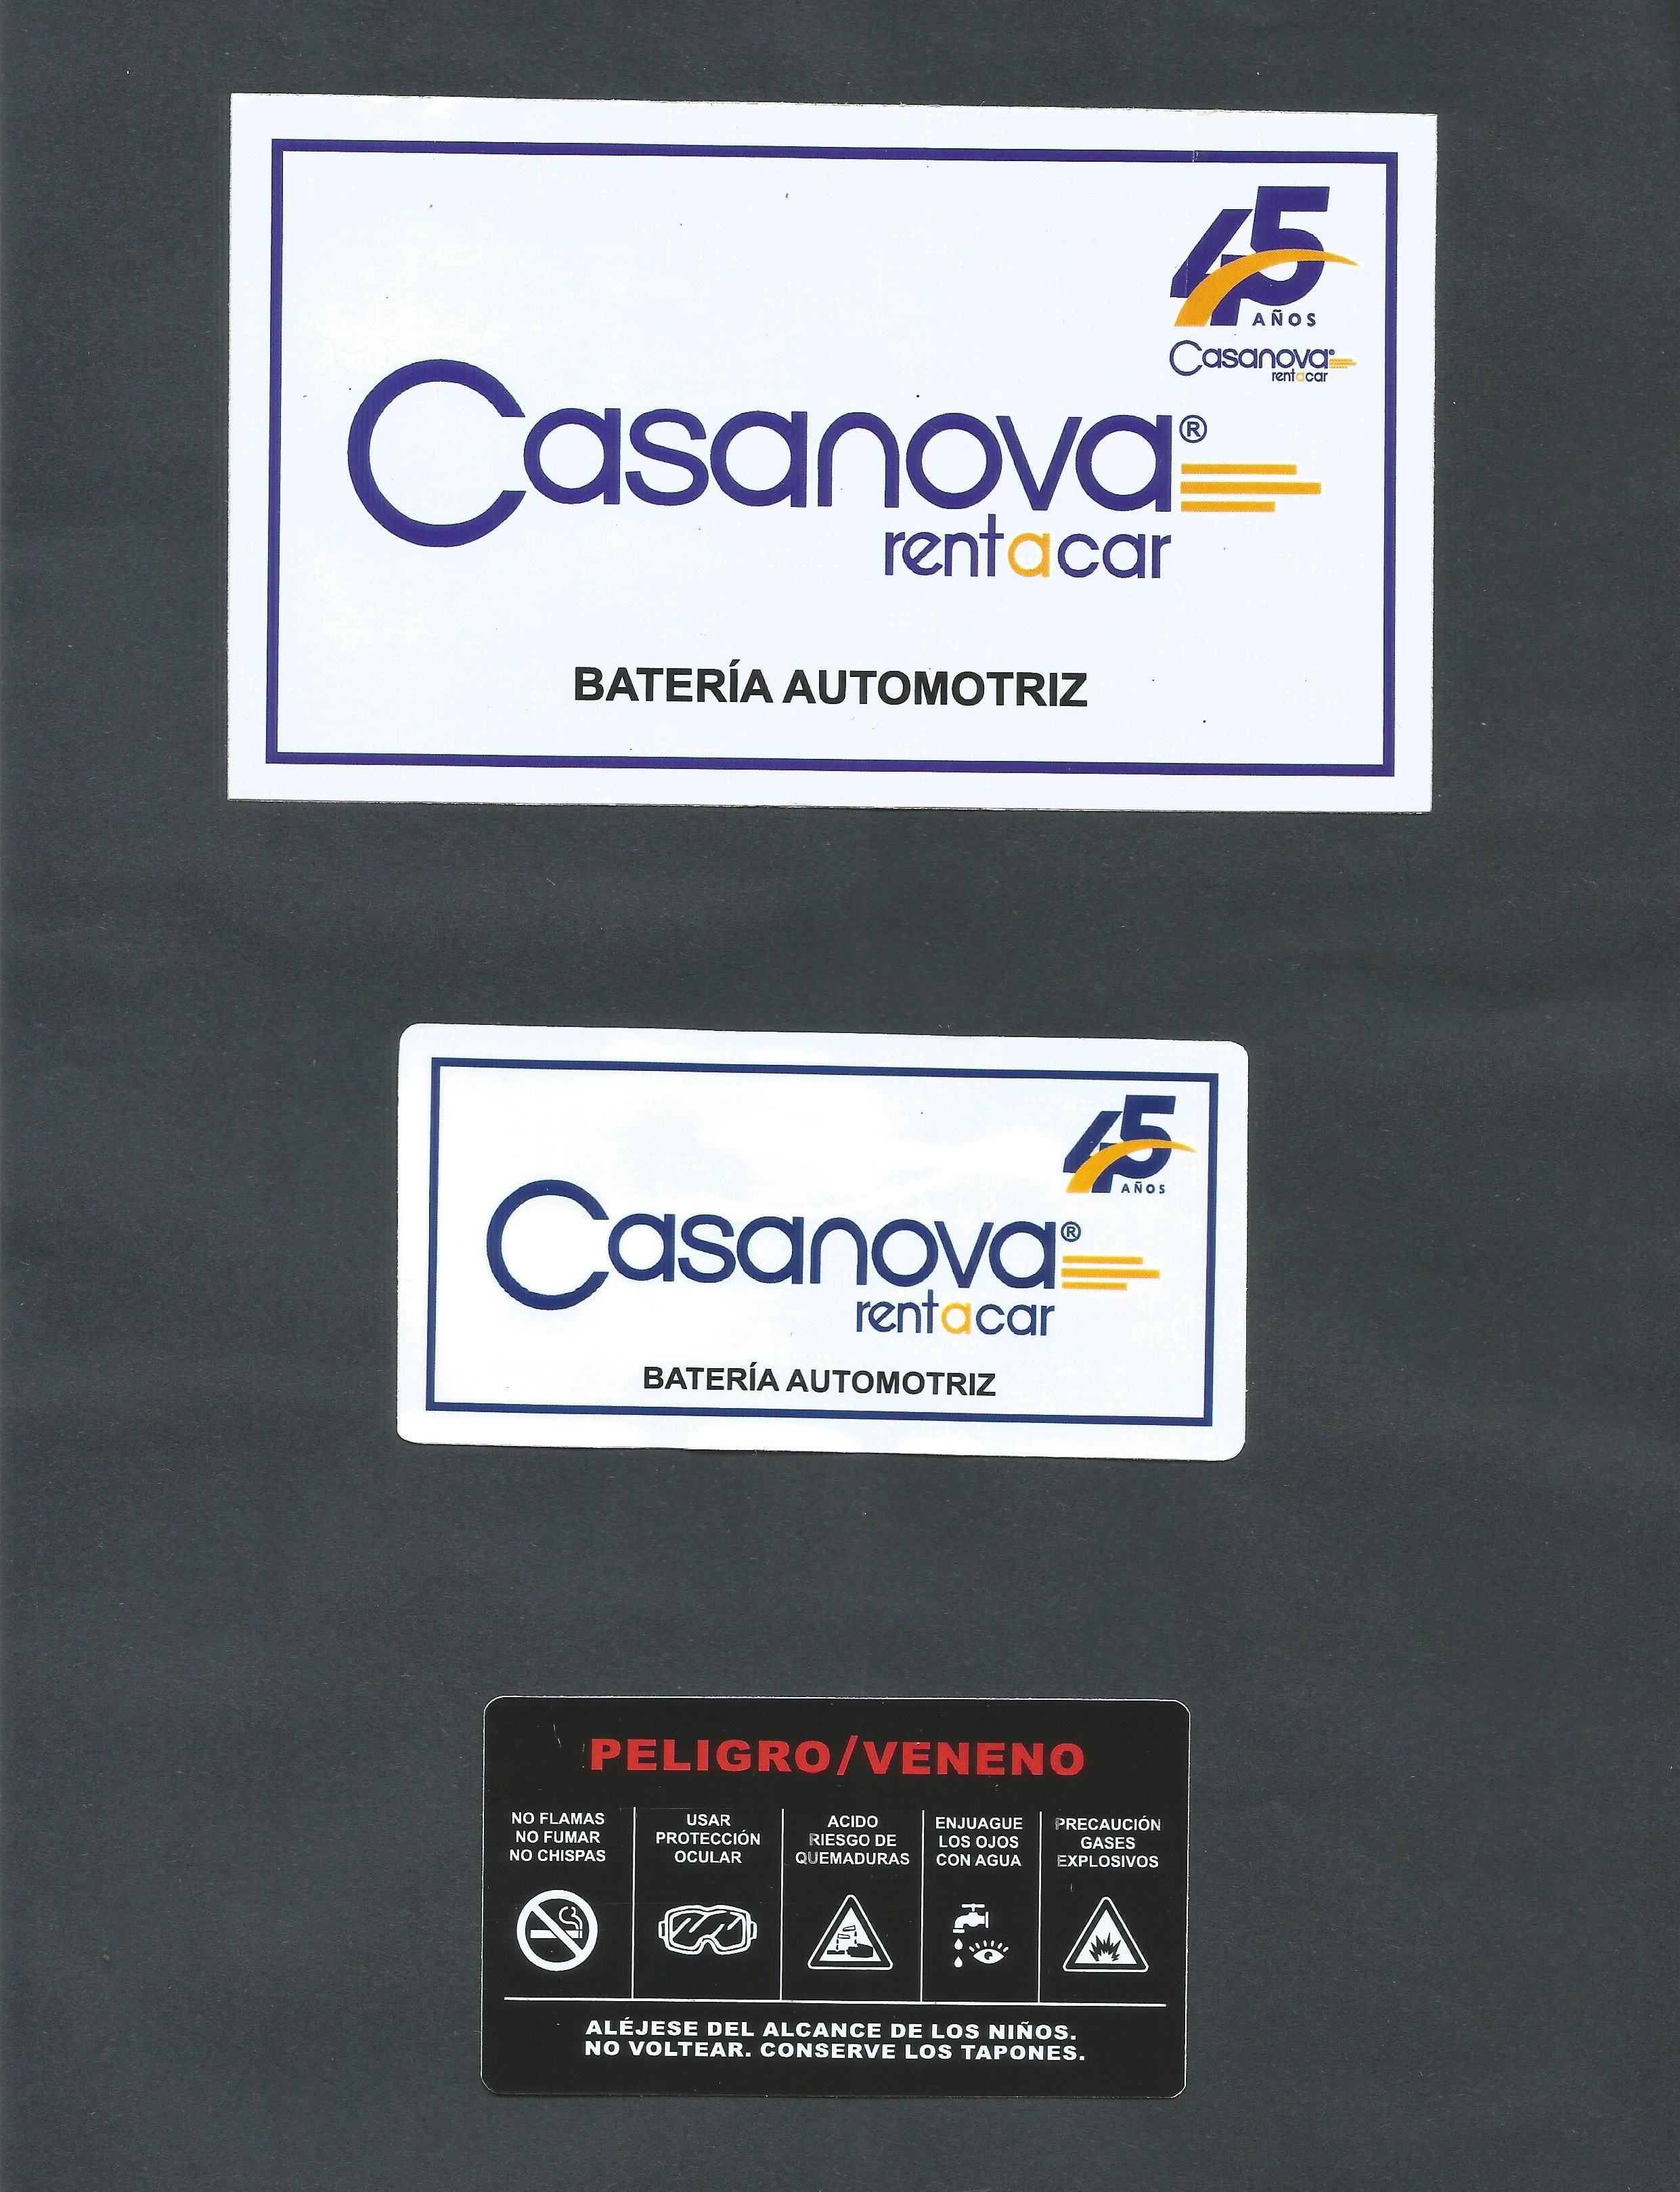 45
AÑOS
Casanova®
rentacar
Casanova®
rentacar
BATERÍA AUTOMOTRIZ
45
AÑOS
Casanova®
rentacar
BATERÍA AUTOMOTRIZ
PELIGRO/VENENO
NO FLAMAS
NO FUMAR
NO CHISPAS
USAR
PROTECCIÓN
OCULAR
ACIDO
RIESGO DE
QUEMADURAS
ENJUAGUE
LOS OJOS
CON AGUA
PRECAUCIÓN
GASES
EXPLOSIVOS
ALÉJESE DEL ALCANCE DE LOS NIÑOS.
NO VOLTEAR. CONSERVE LOS TAPONES.